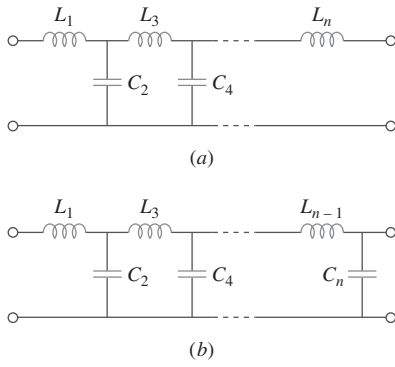 L₁ L₃ Lₙ
C₂ C₄
(a)
L₁ L₃ Lₙ₋₁
C₂ C₄ Cₙ
(b)